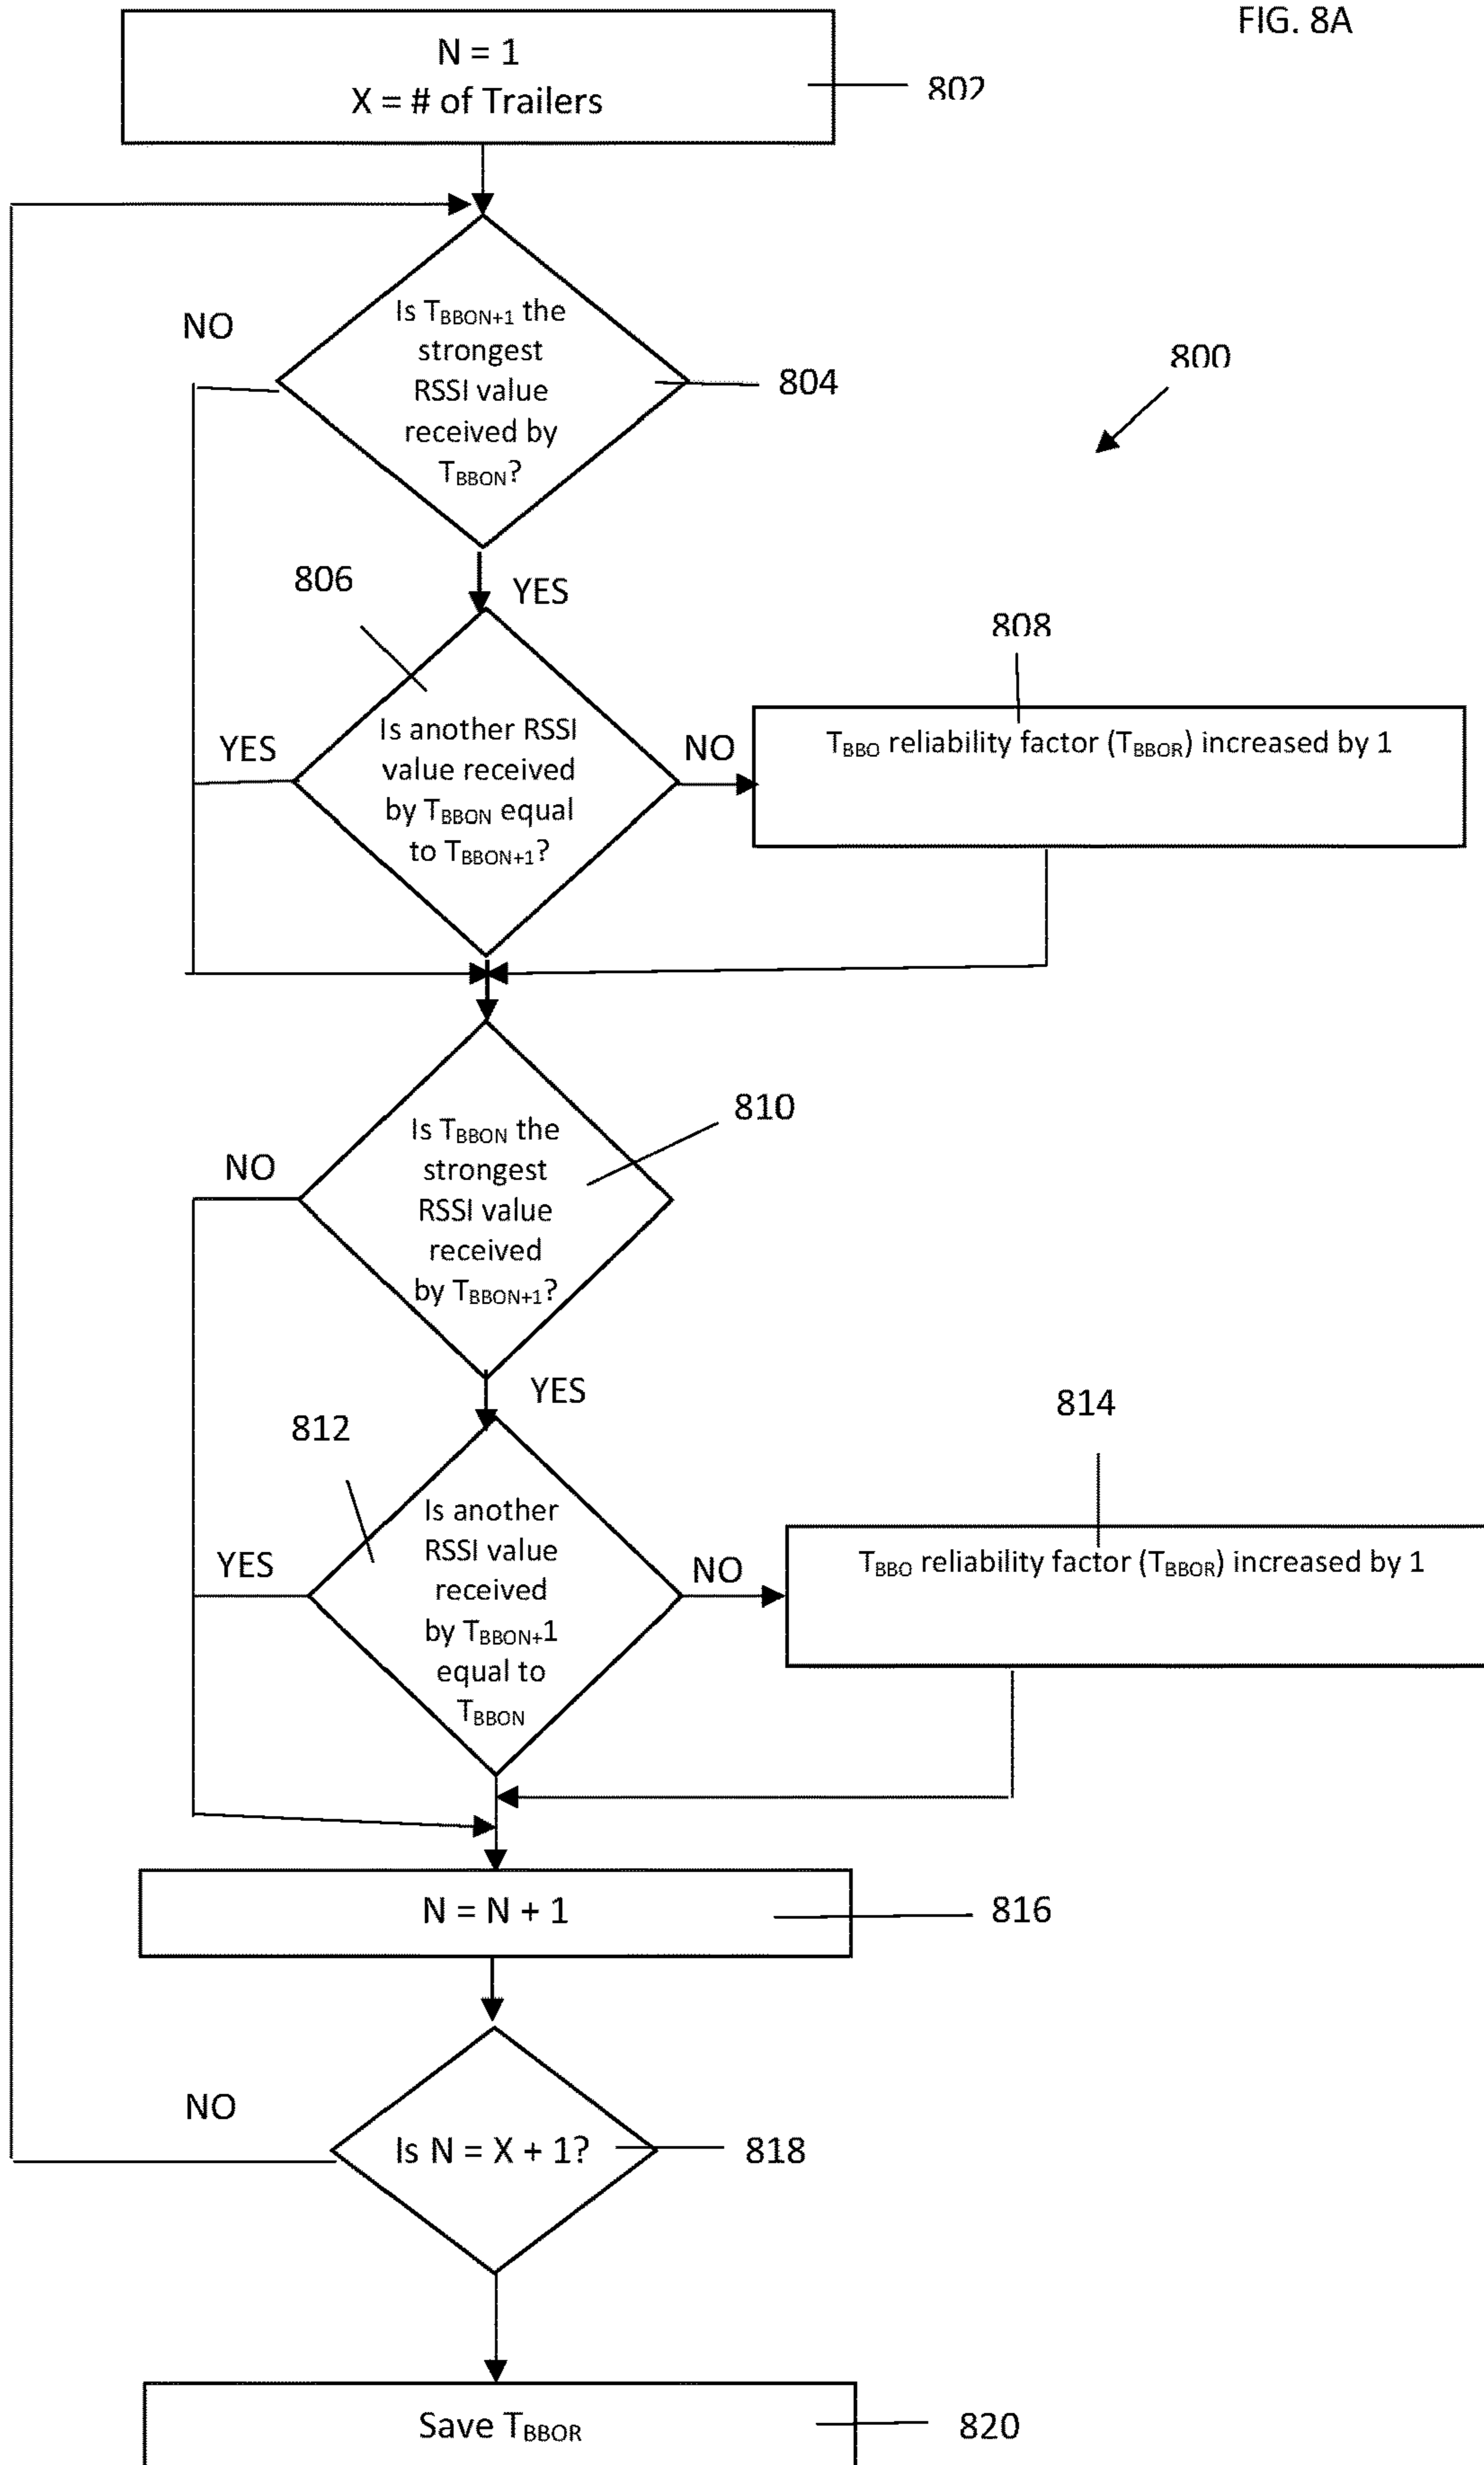 FIG. 8A
N = 1
X = # of Trailers
802
NO
Is TBBON+1 the
strongest
RSSI value
received by
TBBON?
804
800
806
YES
808
YES
Is another RSSI
value received
by TBBON equal
to TBBON+1?
NO
TBBO reliability factor (TBBOR) increased by 1
810
NO
Is TBBON the
strongest
RSSI value
received
by TBBON+1?
YES
812
814
YES
Is another
RSSI value
received
by TBBON+1
equal to
TBBON
NO
TBBO reliability factor (TBBOR) increased by 1
N = N + 1
816
NO
Is N = X + 1?
818
Save TBBOR
820